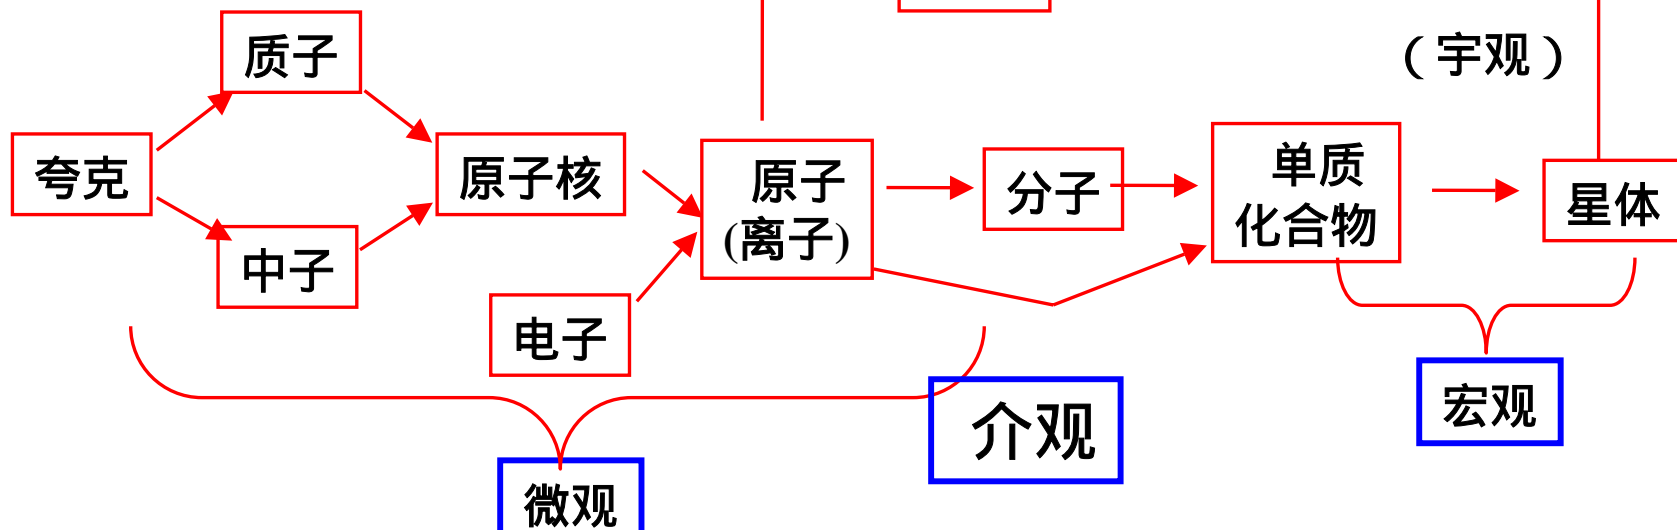 质子
（宇观）
夸克
原子核
原子
(离子)
分子
单质
化合物
星体
中子
电子
介观
宏观
微观